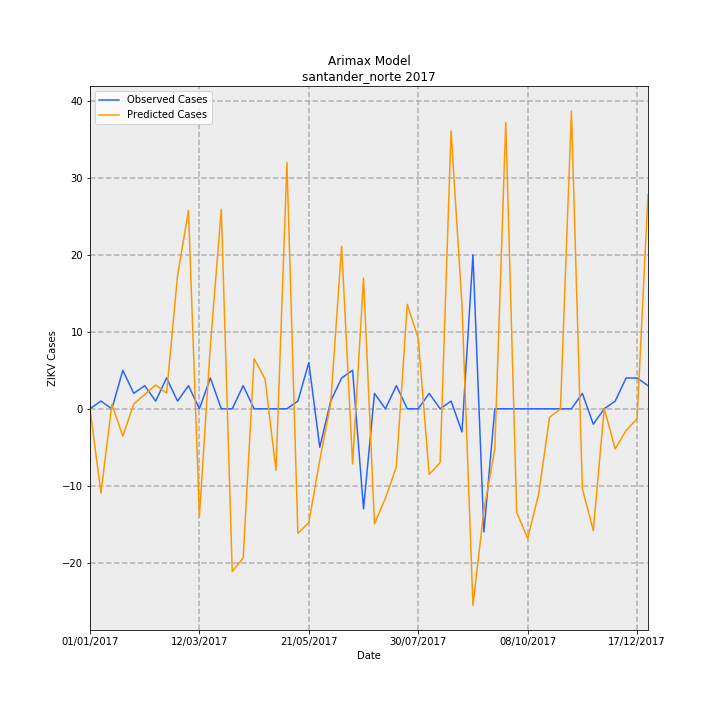 Arimax Model
santander_norte 2017
Observed Cases
Predicted Cases
40
30
20
10
0
−10
−20
ZIKV Cases
01/01/2017
12/03/2017
21/05/2017
30/07/2017
08/10/2017
17/12/2017
Date